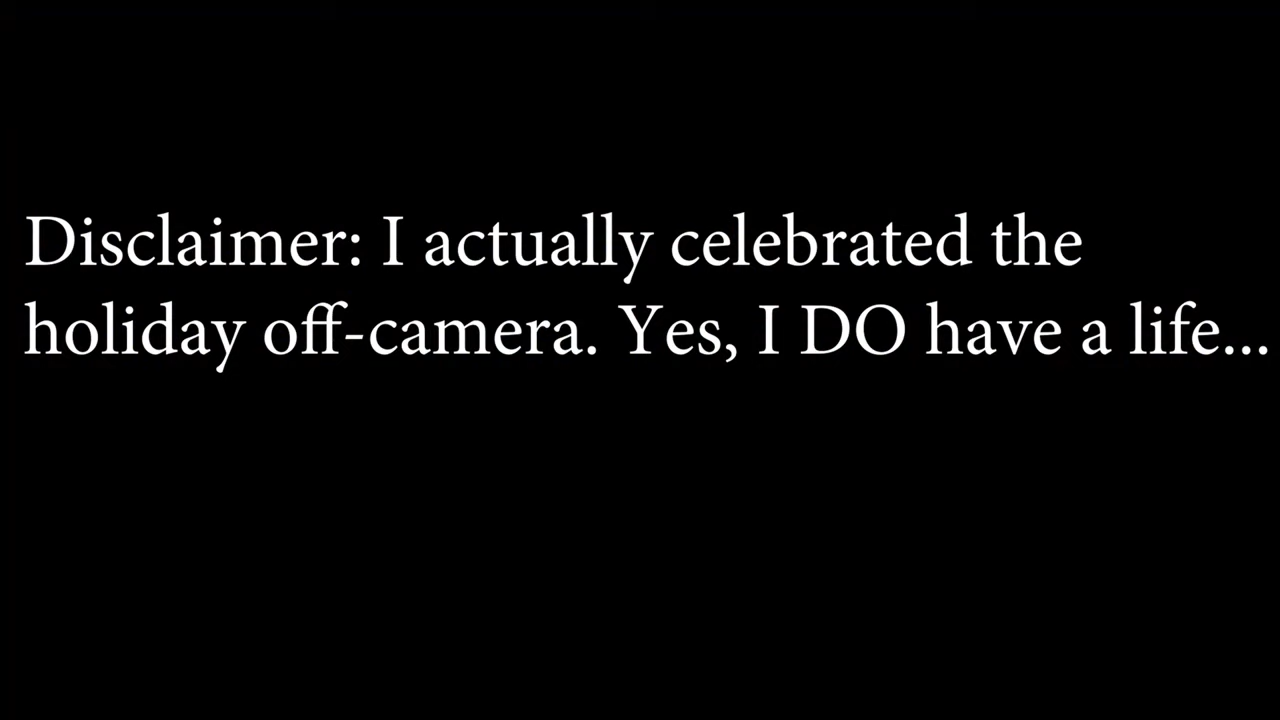 Disclaimer: I actually celebrated the
holiday off-camera. Yes, I DO have a life...